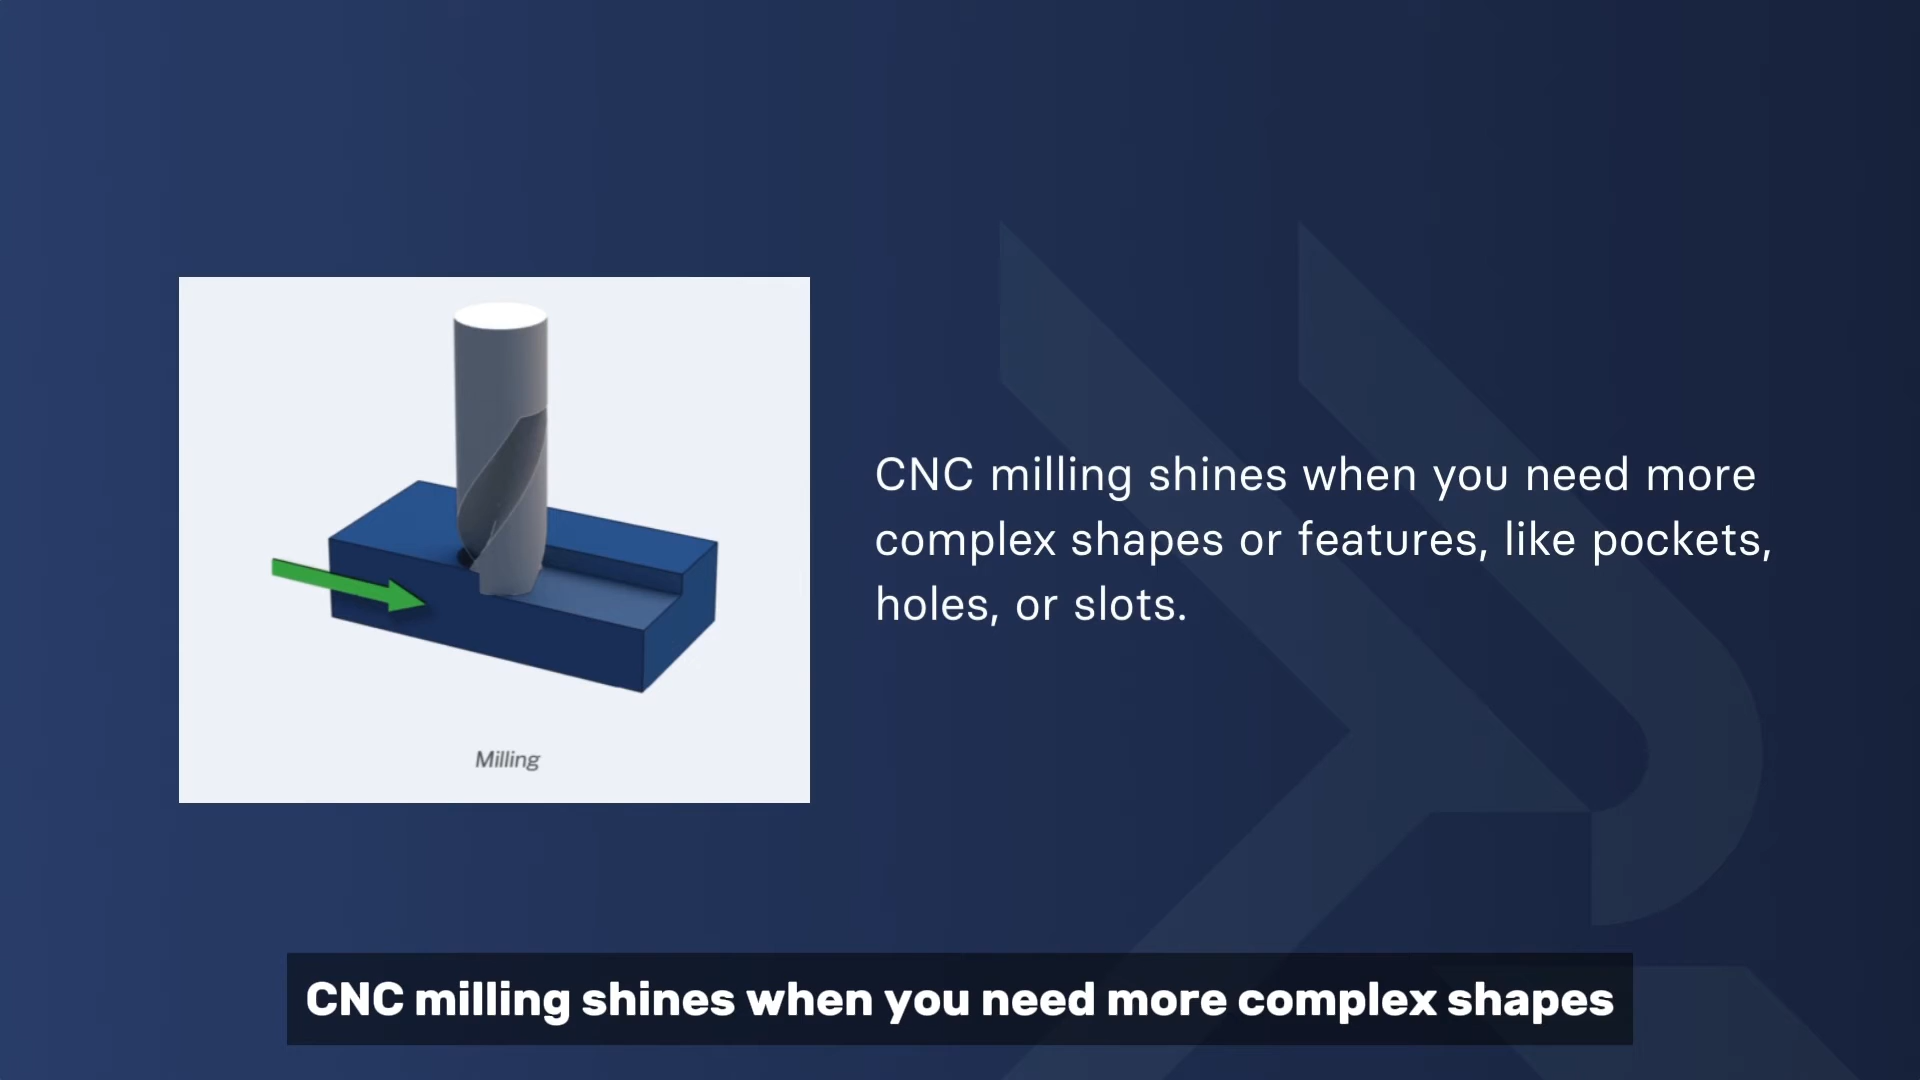 CNC milling shines when you need more
complex shapes or features, like pockets,
holes, or slots.
Milling
CNC milling shines when you need more complex shapes